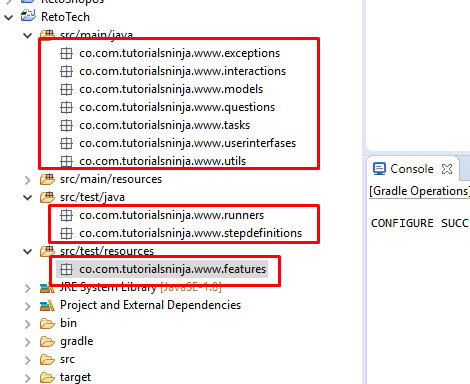 RetoShopos
RetoTech
src/main/java
co.com.tutorialsninja.www.exceptions
co.com.tutorialsninja.www.interactions
co.com.tutorialsninja.www.models
co.com.tutorialsninja.www.questions
co.com.tutorialsninja.www.tasks
co.com.tutorialsninja.www.userinterfases
co.com.tutorialsninja.www.utils
src/main/resources
src/test/java
co.com.tutorialsninja.www.runners
co.com.tutorialsninja.www.stepdefinitions
src/test/resources
co.com.tutorialsninja.www.features
JRE System Library [JavaSE-1.8]
Project and External Dependencies
bin
gradle
src
target
Console
[Gradle Operations]
CONFIGURE SUCC